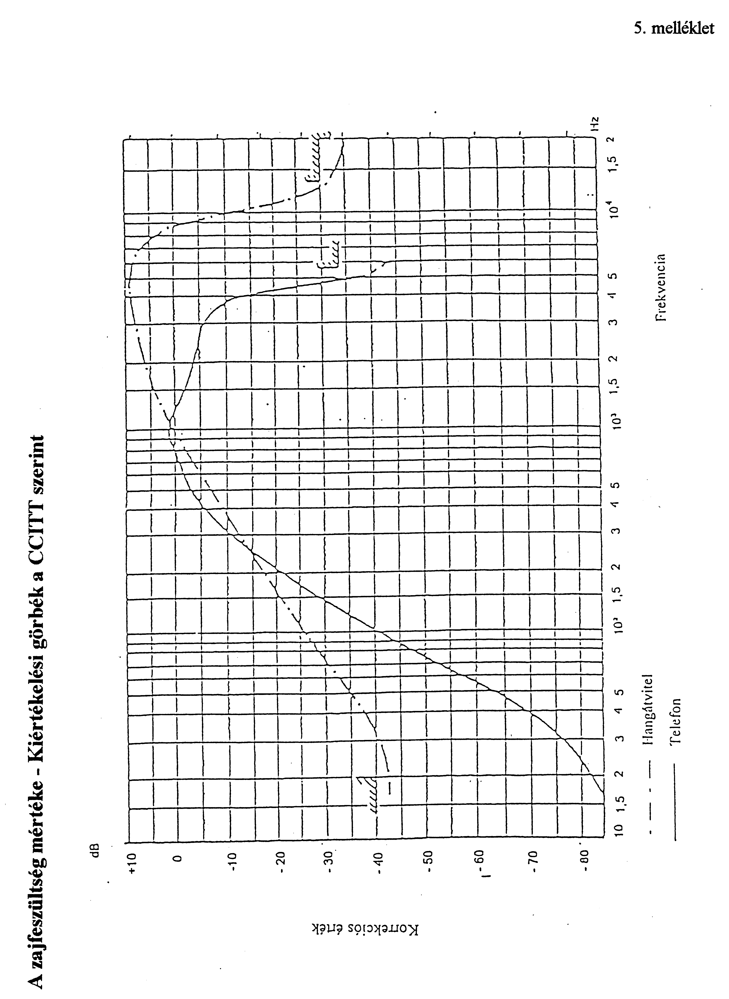 5. melléklet
A zajfeszültség mértéke - Kiértékelési görbék a CCITT szerint
dB
+10
0
-10
-20
-30
-40
-50
-60
-70
-80
Korrekciós érték
10 1,5 2 3 4 5 10² 1,5 2 3 4 5 10³ 1,5 2 3 4 5 10⁴ 1,5 2 Hz
Frekvencia
Hangátvitel
Telefon